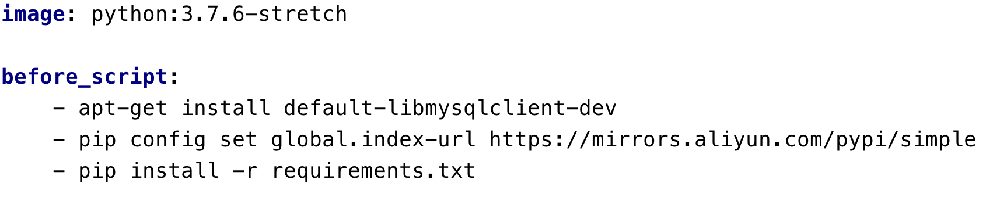 image: python:3.7.6-stretch
before_script:
- apt-get install default-libmysqlclient-dev
- pip config set global.index-url https://mirrors.aliyun.com/pypi/simple
- pip install -r requirements.txt